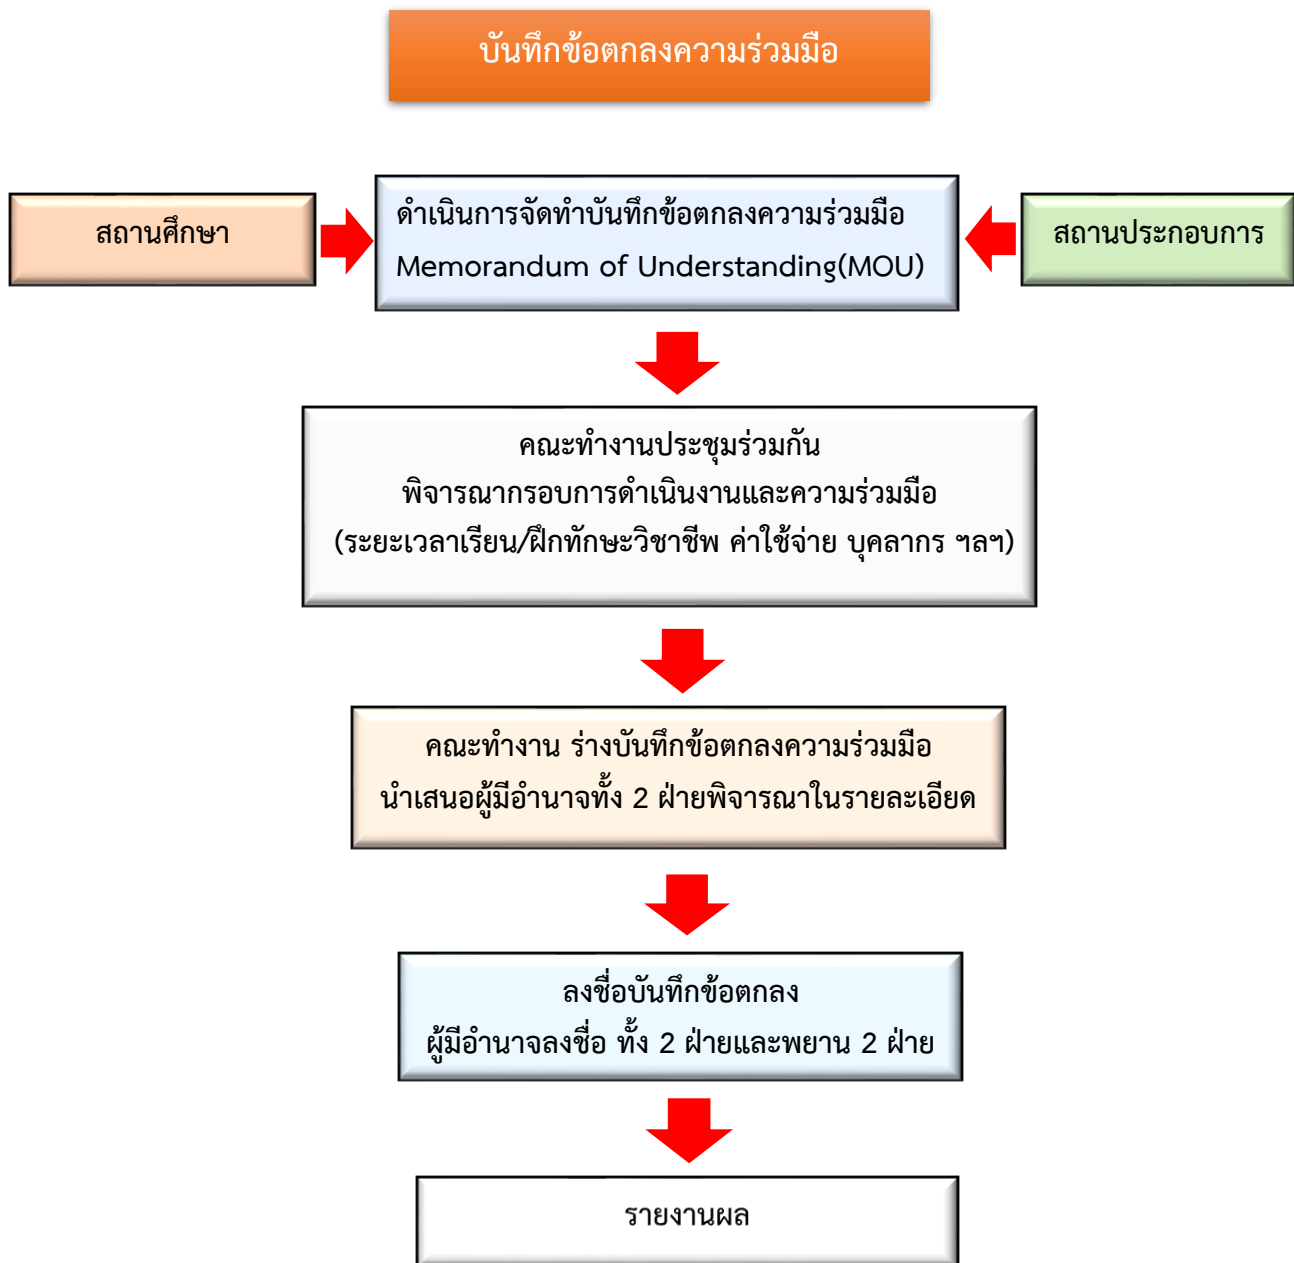 บันทึกข้อตกลงความร่วมมือ
สถานศึกษา
ดำเนินการจัดทำบันทึกข้อตกลงความร่วมมือ
Memorandum of Understanding(MOU)
สถานประกอบการ
คณะทำงานประชุมร่วมกัน
พิจารณากรอบการดำเนินงานและความร่วมมือ
(ระยะเวลาเรียน/ฝึกทักษะวิชาชีพ ค่าใช้จ่าย บุคลากร ฯลฯ)
คณะทำงาน ร่างบันทึกข้อตกลงความร่วมมือ
นำเสนอผู้มีอำนาจทั้ง 2 ฝ่ายพิจารณาในรายละเอียด
ลงชื่อบันทึกข้อตกลง
ผู้มีอำนาจลงชื่อ ทั้ง 2 ฝ่ายและพยาน 2 ฝ่าย
รายงานผล